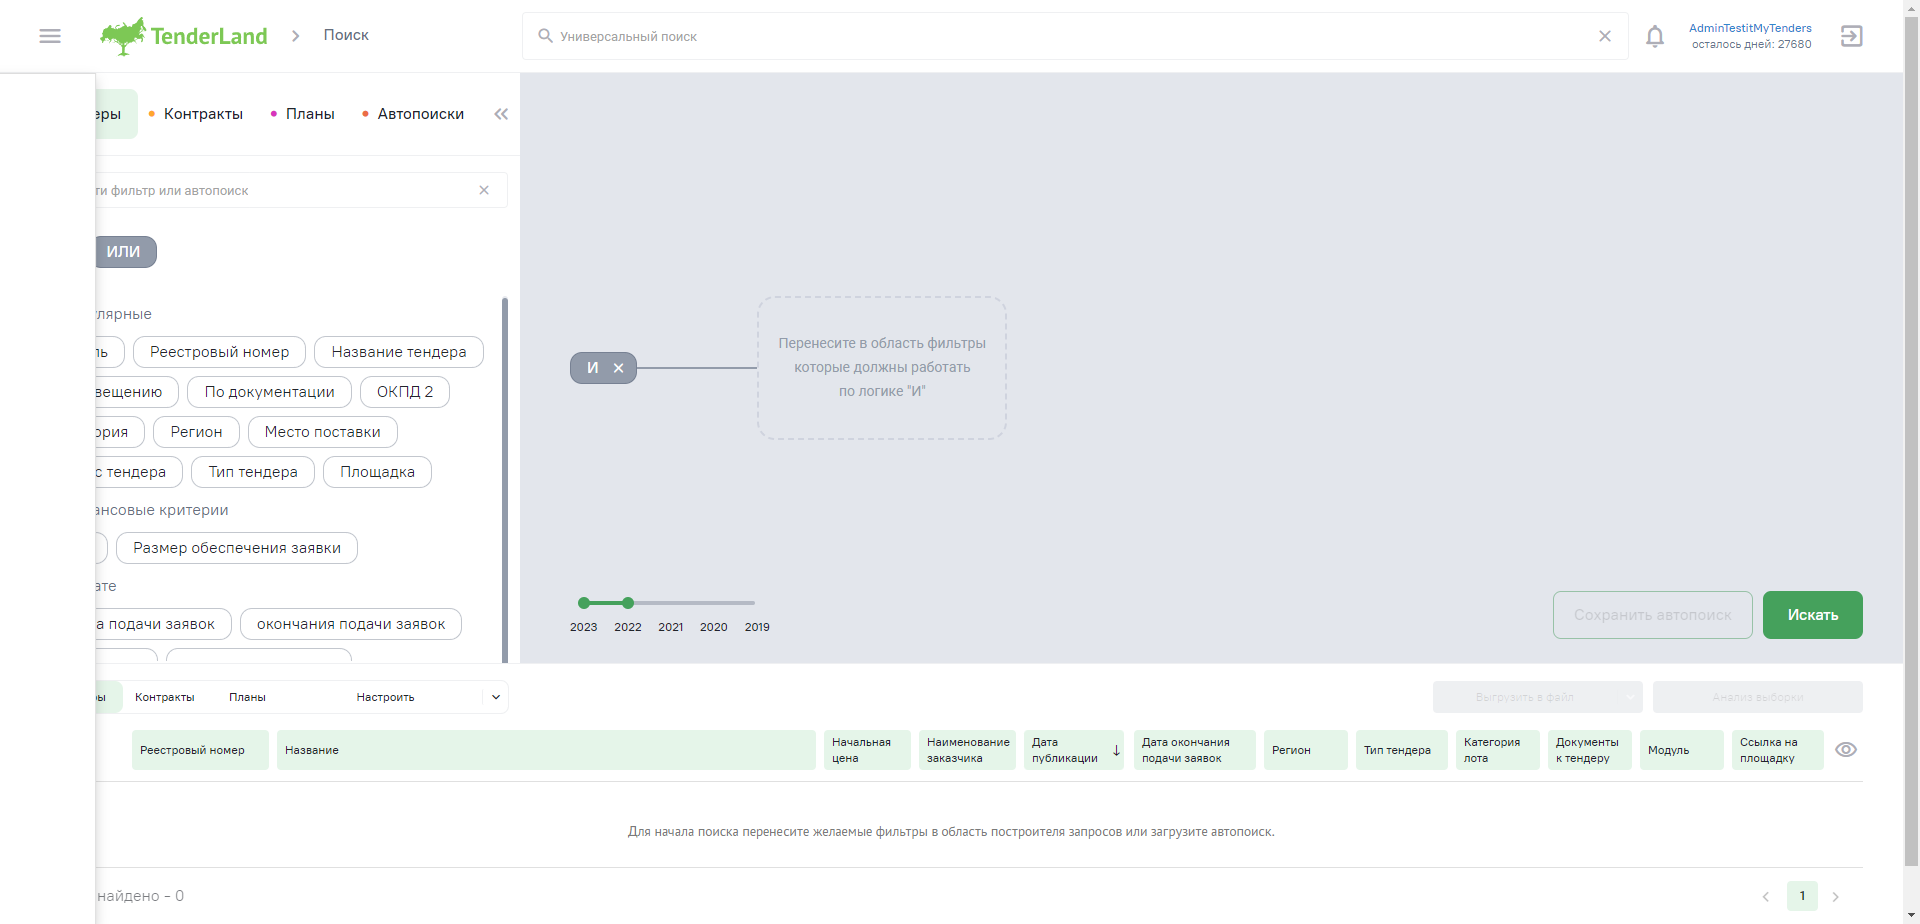 TenderLand
Поиск
Универсальный поиск
AdminTestitMyTenders
осталось дней: 27680
еры
Контракты
Планы
Автопоиски
ти фильтр или автопоиск
ИЛИ
улярные
ль
Реестровый номер
Название тендера
вещению
По документации
ОКПД 2
ория
Регион
Место поставки
с тендера
Тип тендера
Площадка
ансовые критерии
Размер обеспечения заявки
ате
а подачи заявок
окончания подачи заявок
И
Перенесите в область фильтры
которые должны работать
по логике "И"
2023
2022
2021
2020
2019
Сохранить автопоиск
Искать
ры
Контракты
Планы
Настроить
Выгрузить в файл
Анализ выборки
Реестровый номер
Название
Начальная
цена
Наименование
заказчика
Дата
публикации
Дата окончания
подачи заявок
Регион
Тип тендера
Категория
лота
Документы
к тендеру
Модуль
Ссылка на
площадку
Для начала поиска перенесите желаемые фильтры в область построителя запросов или загрузите автопоиск.
найдено - 0
1